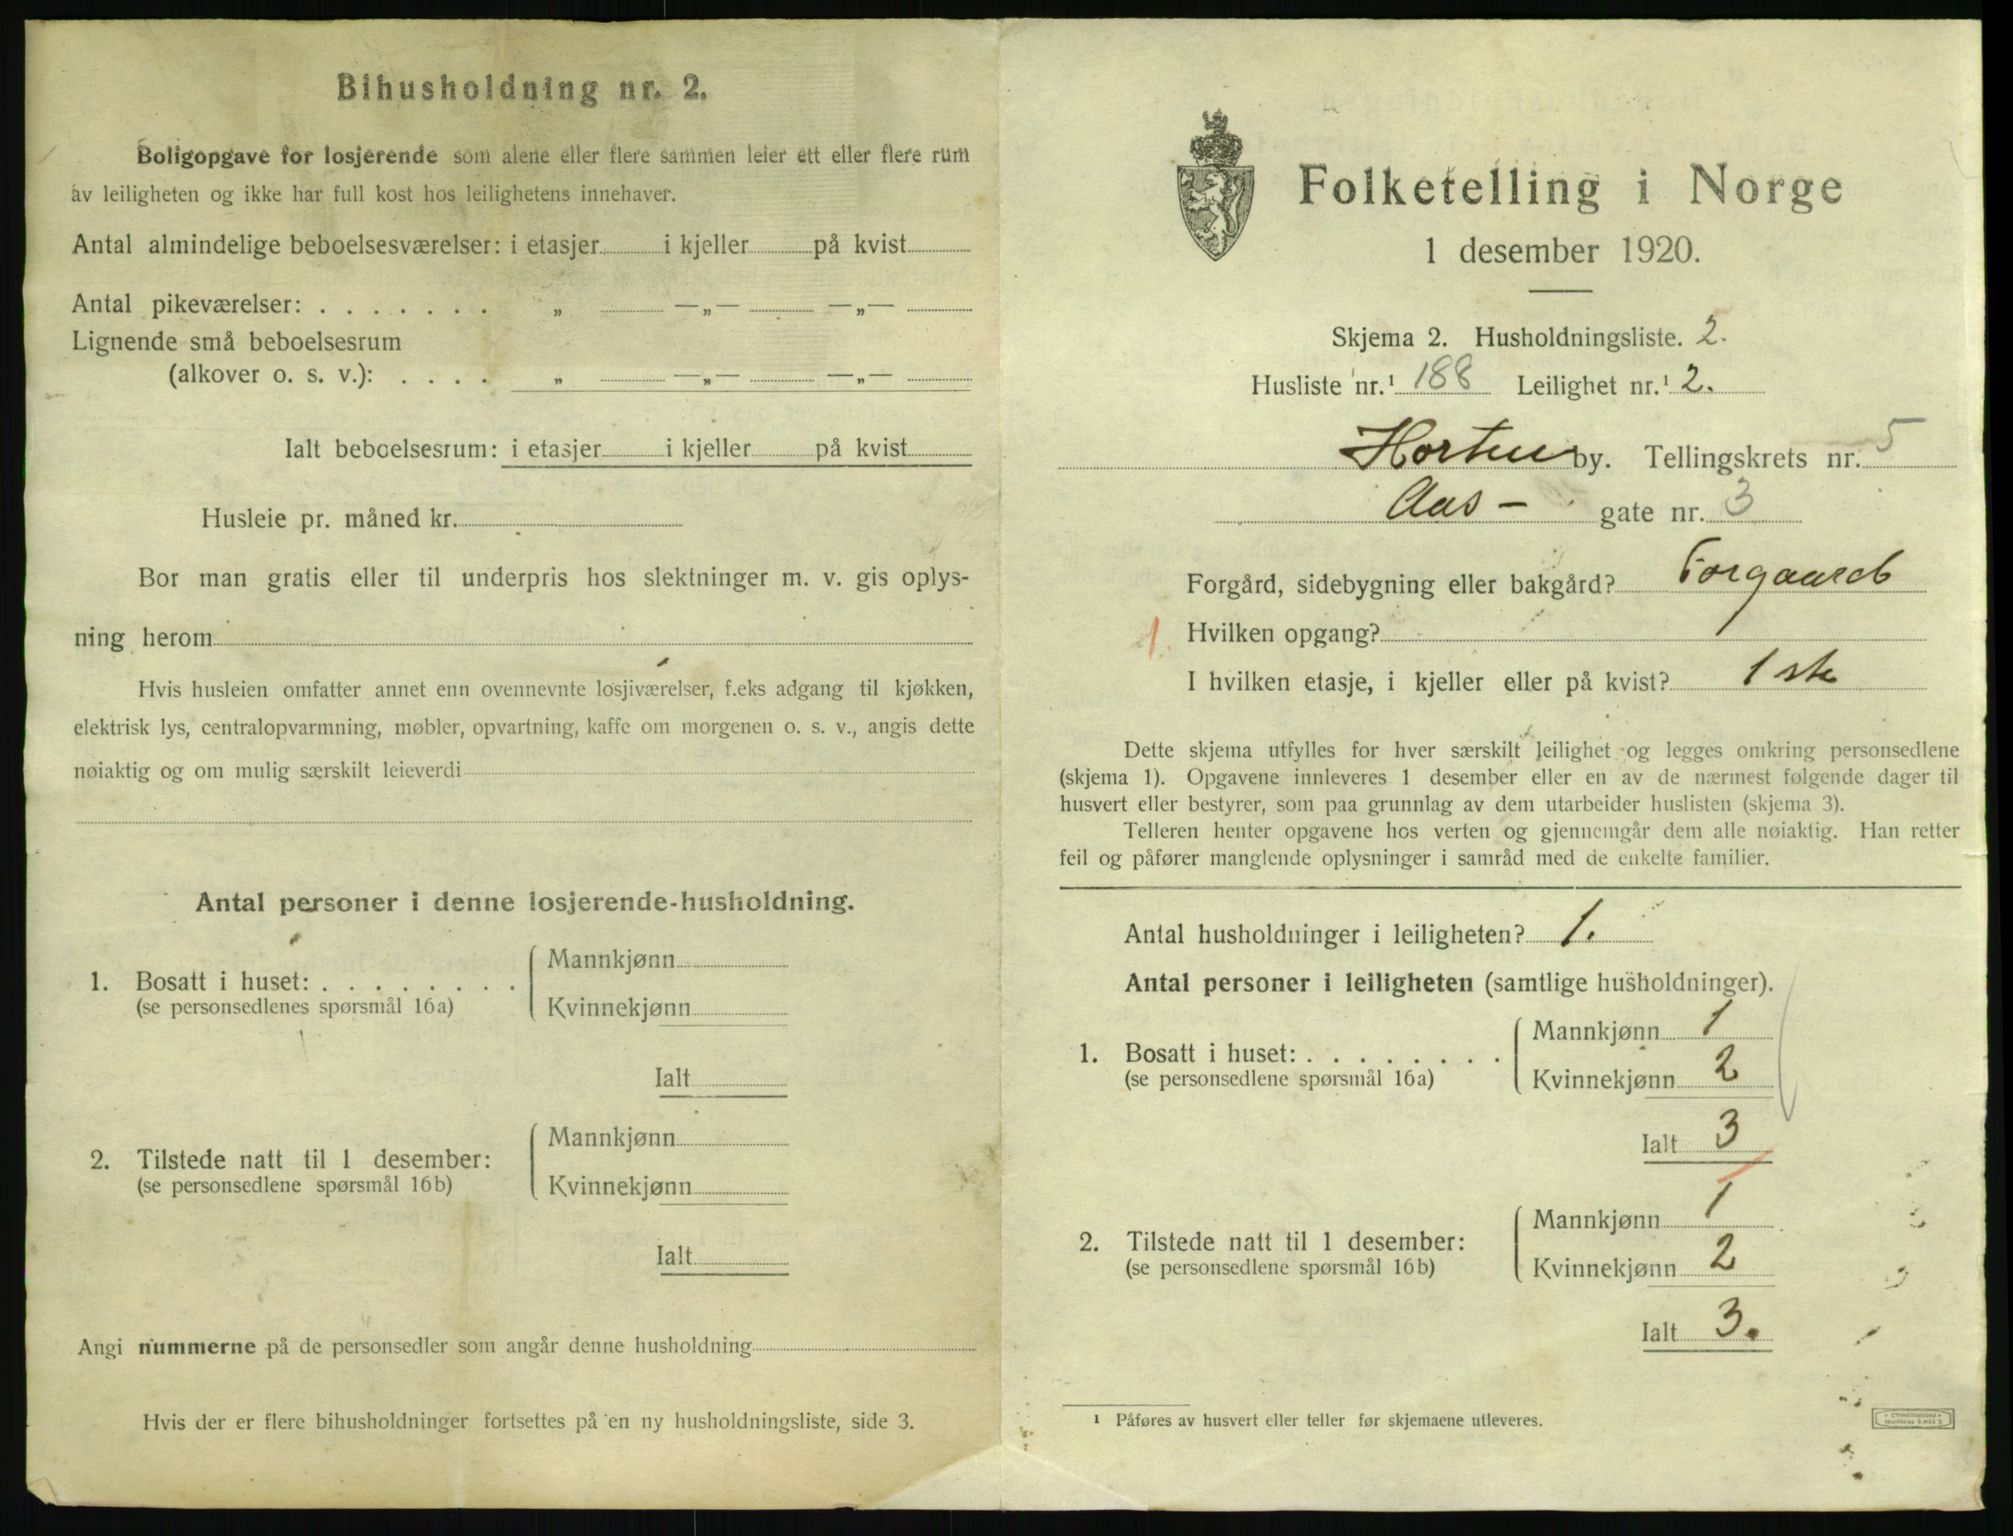 Bihusholdning nr. 2.
Boligopgave for losjerende som alene eller flere sammen leier ett eller flere rum
av leiligheten og ikke har full kost hos leilighetens innehaver.
Antal almindelige beboelsesværelser: i etasjer i kjeller på kvist
Antal pikeværelser: . . . . . . . „ —„— —„—
Lignende små beboelsesrum
(alkover o. s. v.): . . . . „ —„— —„—
Ialt beboelsesrum: i etasjer i kjeller på kvist
Husleie pr. måned kr.
Bor man gratis eller til underpris hos slektninger m. v. gis oplys-
ning herom
Hvis husleien omfatter annet enn ovennevnte losjiværelser, f.eks adgang til kjøkken,
elektrisk lys, centralopvarmning, møbler, opvartning, kaffe om morgenen o. s. v., angis dette
nøiaktig og om mulig særskilt leieverdi
Antal personer i denne losjerende-husholdning.
1. Bosatt i huset: . . . . . . . .
(se personsedlenes spørsmål 16a)
Mannkjønn
Kvinnekjønn
Ialt
2. Tilstede natt til 1 desember:
(se personsedlene spørsmål 16b)
Mannkjønn
Kvinnekjønn
Ialt
Angi nummerne på de personsedler som angår denne husholdning
Hvis der er flere bihusholdninger fortsettes på en ny husholdningsliste, side 3.
Folketelling i Norge
1 desember 1920.
Skjema 2. Husholdningsliste. 2.
Husliste nr.¹ 188 Leilighet nr.¹ 2.
Horten by. Tellingskrets nr. 5
Aas — gate nr. 3
Forgård, sidebygning eller bakgård? Forgaard
1. Hvilken opgang?
I hvilken etasje, i kjeller eller på kvist? 1 ste
Dette skjema utfylles for hver særskilt leilighet og legges omkring personsedlene
(skjema 1). Opgavene innleveres 1 desember eller en av de nærmest følgende dager til
husvert eller bestyrer, som paa grunnlag av dem utarbeider huslisten (skjema 3).
Telleren henter opgavene hos verten og gjennemgår dem alle nøiaktig. Han retter
feil og påfører manglende oplysninger i samråd med de enkelte familier.
Antal husholdninger i leiligheten? 1.
Antal personer i leiligheten (samtlige husholdninger).
1. Bosatt i huset: . . . . . . . .
(se personsedlene spørsmål 16a)
Mannkjønn 1
Kvinnekjønn 2
Ialt 3
2. Tilstede natt til 1 desember:
(se personsedlene spørsmål 16b)
Mannkjønn 1
Kvinnekjønn 2
Ialt 3.
¹ Påføres av husvert eller teller før skjemaene utleveres.